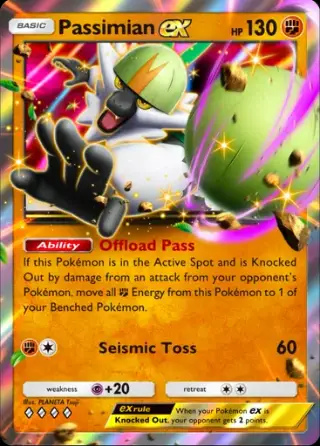 BASIC Passimian ex HP 130
Ability Offload Pass
If this Pokémon is in the Active Spot and is Knocked
Out by damage from an attack from your opponent's
Pokémon, move all Energy from this Pokémon to 1 of
your Benched Pokémon.
Seismic Toss 60
weakness +20 retreat
Illus. PLANETA Tsuji
ex rule When your Pokémon ex is
Knocked Out, your opponent gets 2 points.